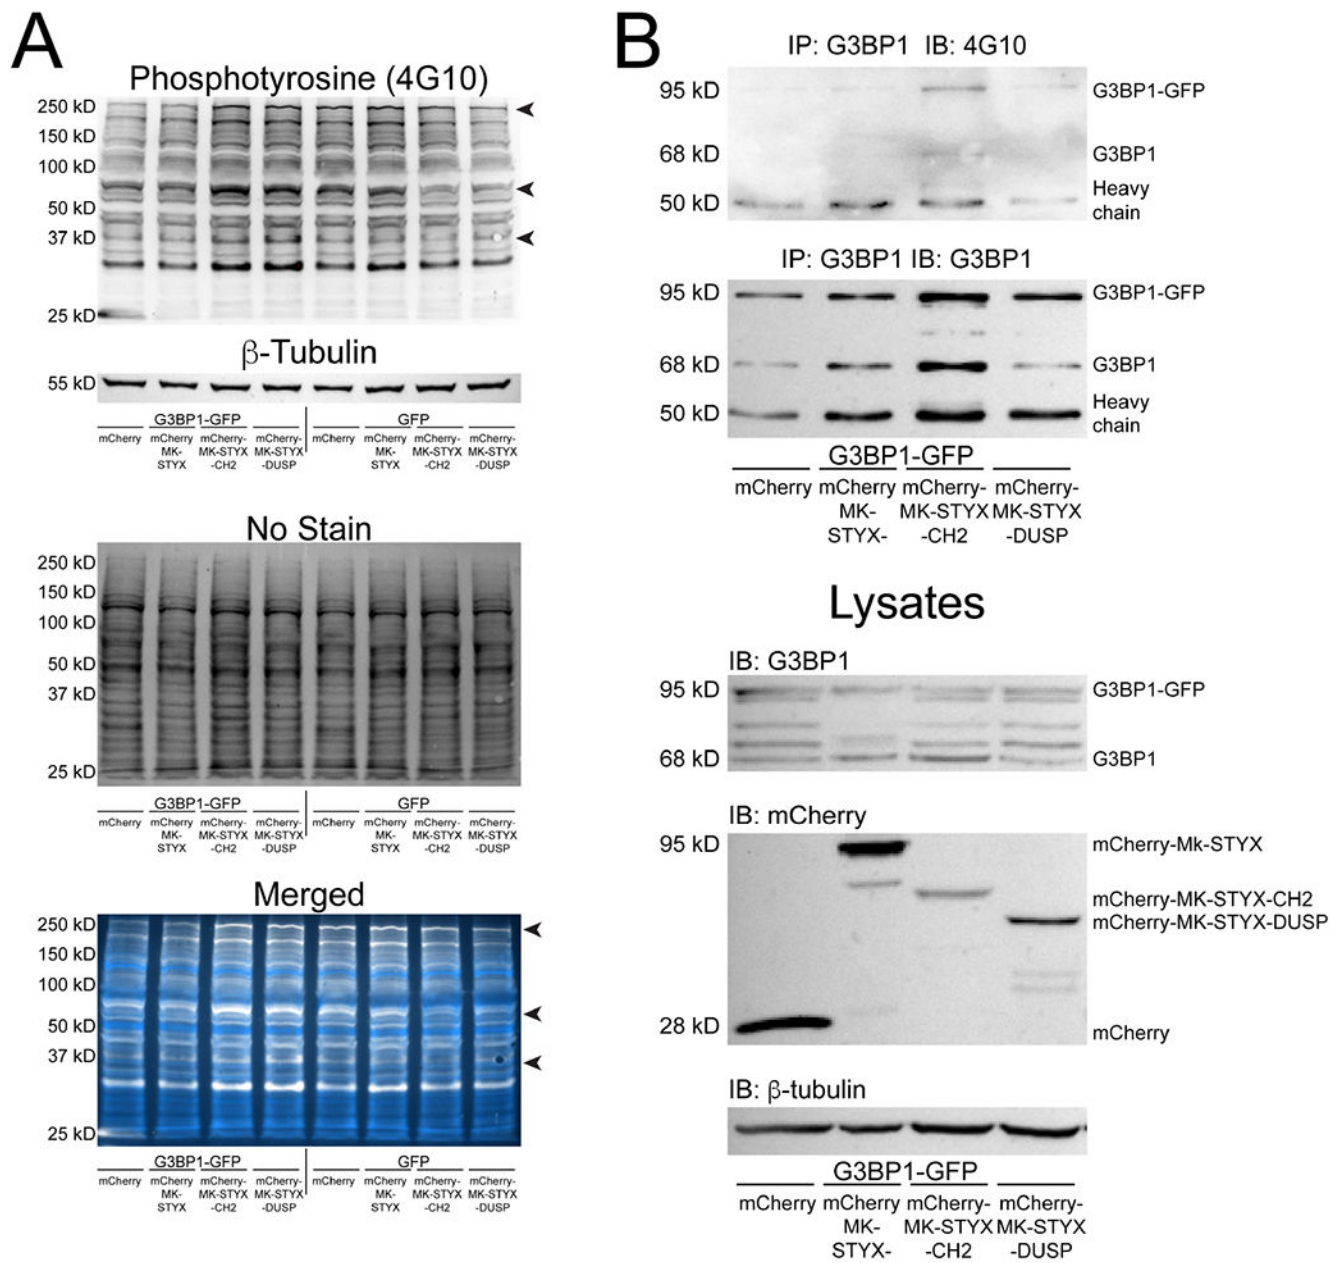 A
Phosphotyrosine (4G10)
250 kD
150 kD
100 kD
50 kD
37 kD
25 kD
β-Tubulin
55 kD
G3BP1-GFP GFP
mCherry mCherry mCherry- mCherry- mCherry mCherry mCherry- mCherry-
MK- MK-STYX MK-STYX MK- MK-STYX MK-STYX
STYX -CH2 -DUSP STYX -CH2 -DUSP
No Stain
250 kD
150 kD
100 kD
50 kD
37 kD
25 kD
G3BP1-GFP GFP
mCherry mCherry mCherry- mCherry- mCherry mCherry mCherry- mCherry-
MK- MK-STYX MK-STYX MK- MK-STYX MK-STYX
STYX -CH2 -DUSP STYX -CH2 -DUSP
Merged
250 kD
150 kD
100 kD
50 kD
37 kD
25 kD
G3BP1-GFP GFP
mCherry mCherry mCherry- mCherry- mCherry mCherry mCherry- mCherry-
MK- MK-STYX MK-STYX MK- MK-STYX MK-STYX
STYX -CH2 -DUSP STYX -CH2 -DUSP
B
IP: G3BP1 IB: 4G10
95 kD G3BP1-GFP
68 kD G3BP1
50 kD Heavy
chain
IP: G3BP1 IB: G3BP1
95 kD G3BP1-GFP
68 kD G3BP1
50 kD Heavy
chain
G3BP1-GFP
mCherry mCherry mCherry- mCherry-
MK- MK-STYX MK-STYX
STYX- -CH2 -DUSP
Lysates
IB: G3BP1
95 kD G3BP1-GFP
68 kD G3BP1
IB: mCherry
95 kD mCherry-Mk-STYX
mCherry-MK-STYX-CH2
mCherry-MK-STYX-DUSP
28 kD mCherry
IB: β-tubulin
G3BP1-GFP
mCherry mCherry mCherry- mCherry-
MK- MK-STYX MK-STYX
STYX- -CH2 -DUSP